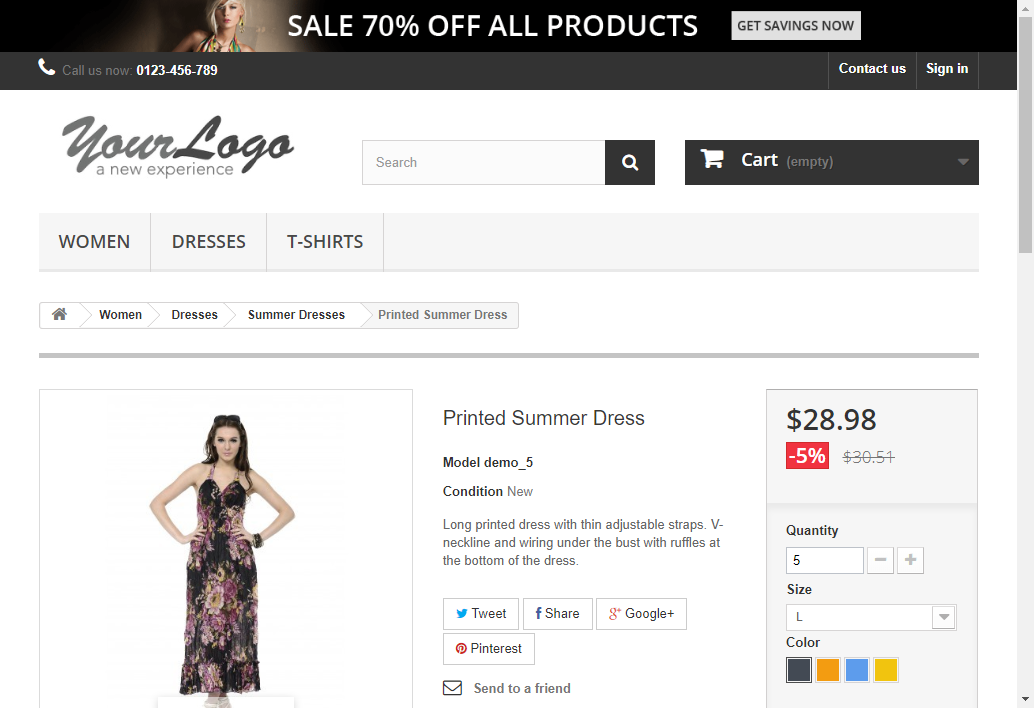 SALE 70% OFF ALL PRODUCTS GET SAVINGS NOW
Call us now: 0123-456-789 Contact us Sign in
YourLogo
a new experience
Search
Cart (empty)
WOMEN DRESSES T-SHIRTS
Women Dresses Summer Dresses Printed Summer Dress
Printed Summer Dress
Model demo_5
Condition New
Long printed dress with thin adjustable straps. V-
neckline and wiring under the bust with ruffles at
the bottom of the dress.
Tweet Share Google+
Pinterest
Send to a friend
$28.98
-5% $30.51
Quantity
5
Size
L
Color